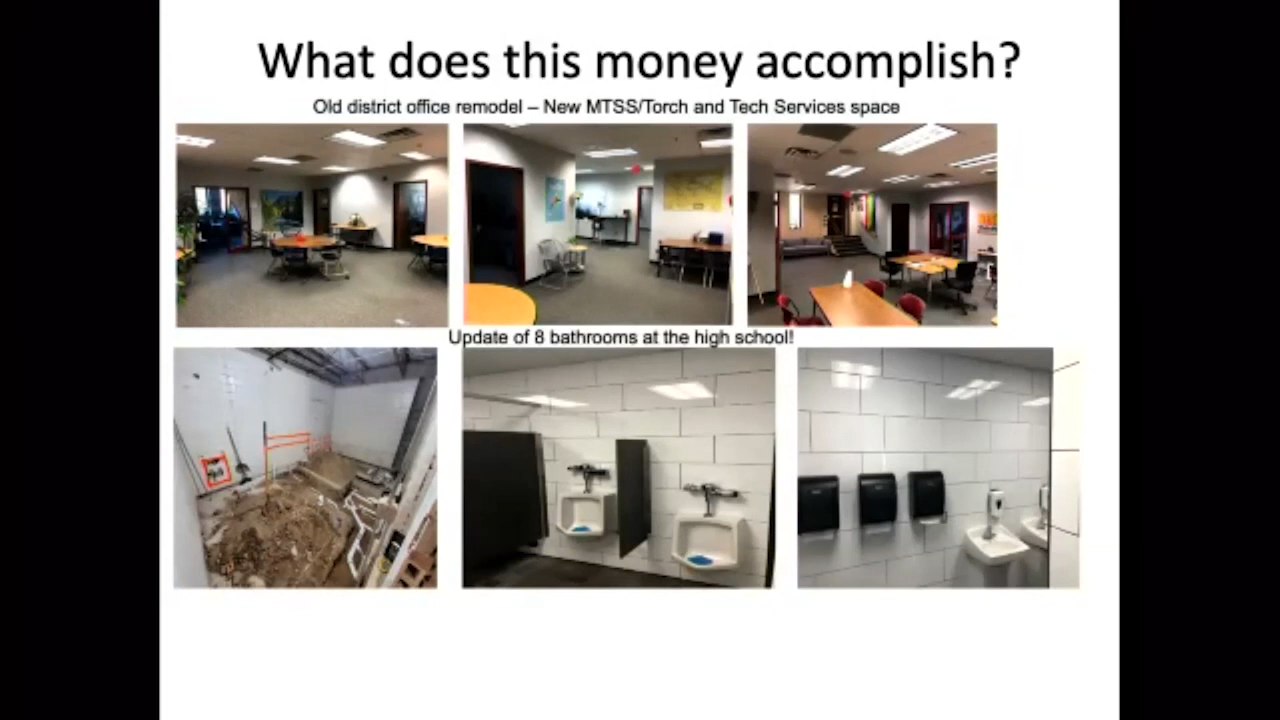 What does this money accomplish?
Old district office remodel – New MTSS/Torch and Tech Services space
Update of 8 bathrooms at the high school!